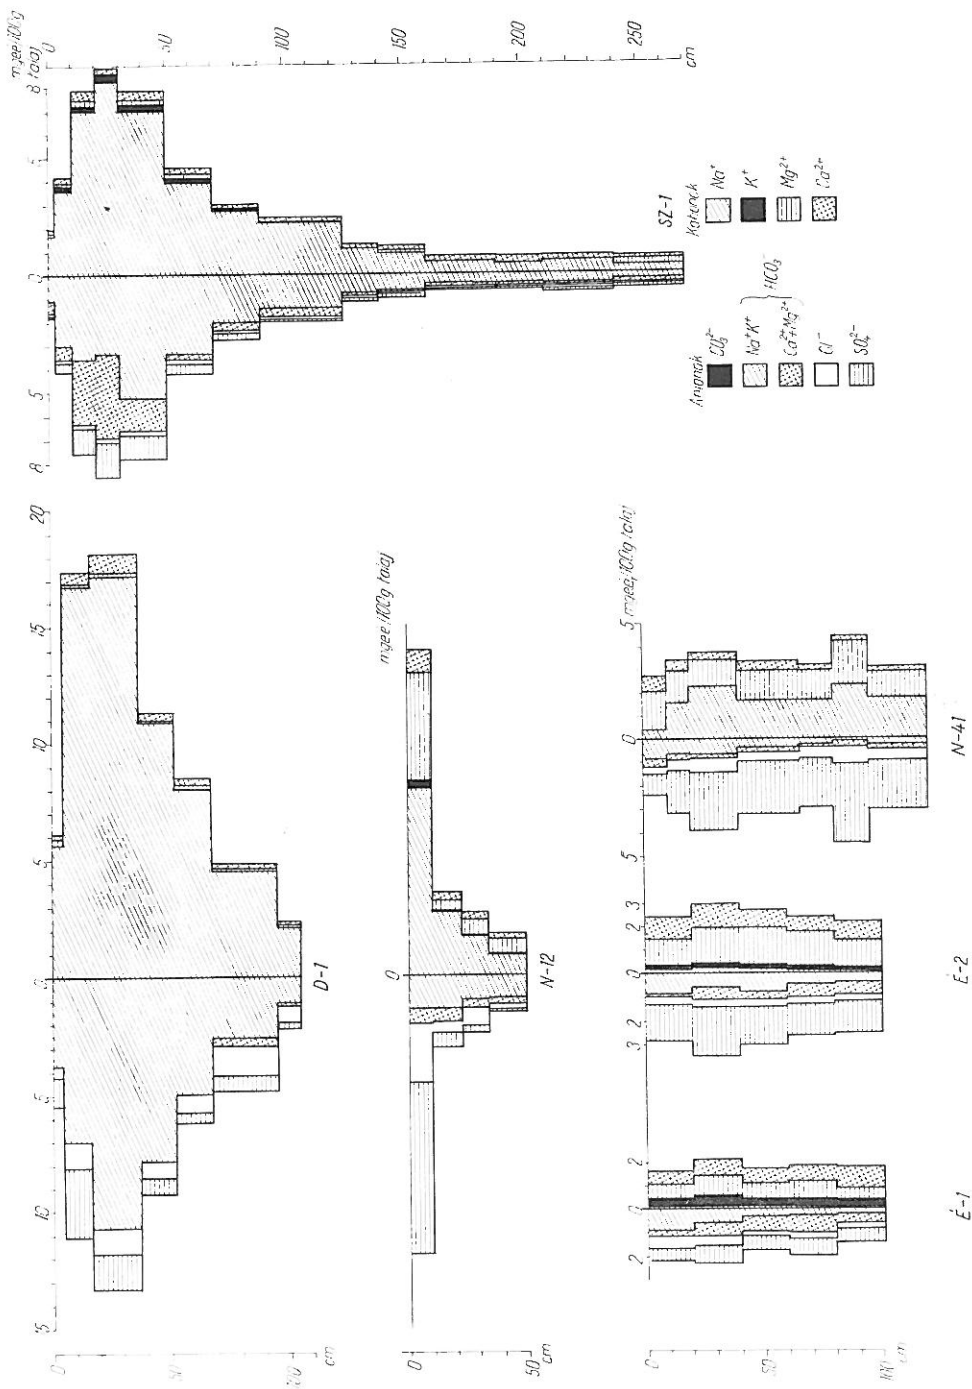 mgeé/100g talaj
8 5 0 5 8
0 50 100 150 200 250
cm
SZ-1
Kationok
Na⁺
K⁺
Mg²⁺
Ca²⁺
Anionok
CO₃²⁻
Na⁺K⁺
Ca²⁺+Mg²⁺
HCO₃⁻
Cl⁻
SO₄²⁻
20 15 10 5 0 5 10 15
0 50 100
cm
D-1
mgeé/100g talaj
0
0 50
cm
N-12
5 mgeé/100g talaj
0
5
N-41
3
2
0
2
3
É-2
2
0
2
É-1
0 50 100
cm